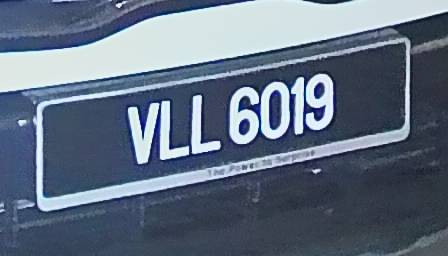 VLL 6019
The Power to Surprise